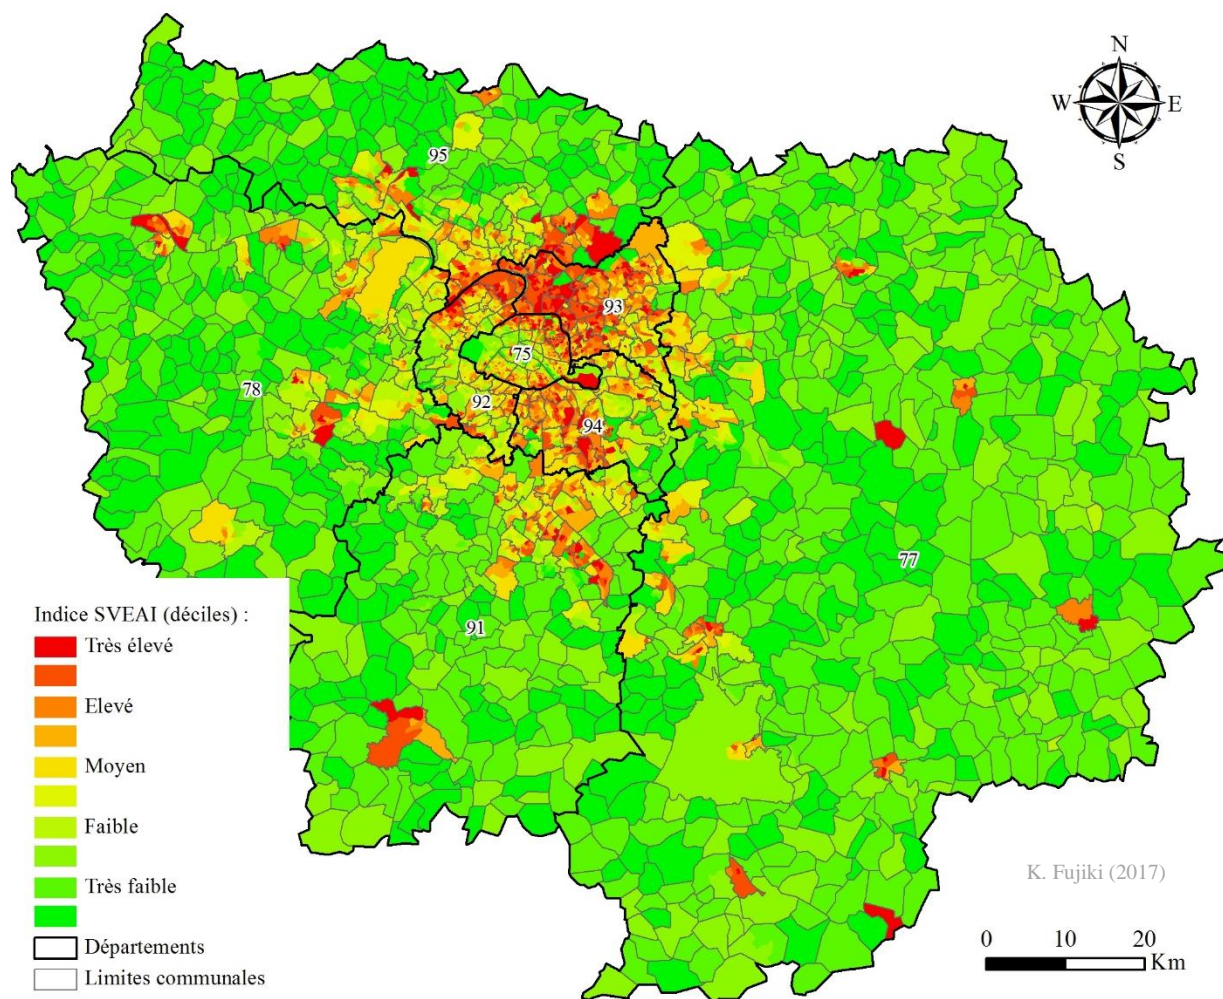 N
W E
S
95
93
75
78
92
94
77
91
Indice SVEAI (déciles) :
Très élevé
Elevé
Moyen
Faible
Très faible
Départements
Limites communales
K. Fujiki (2017)
0 10 20
Km